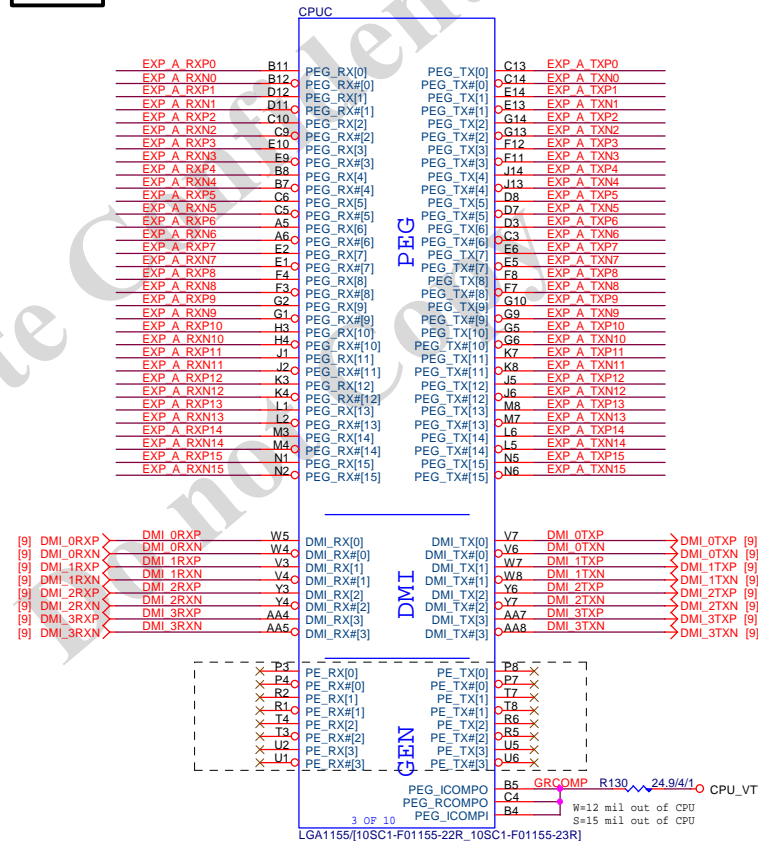 CPUC
EXP_A_RXP0 B11 PEG_RX[0] PEG_TX[0] C13 EXP_A_TXP0
EXP_A_RXN0 B12 PEG_RX#[0] PEG_TX#[0] C14 EXP_A_TXN0
EXP_A_RXP1 D12 PEG_RX[1] PEG_TX[1] E14 EXP_A_TXP1
EXP_A_RXN1 D11 PEG_RX#[1] PEG_TX#[1] E13 EXP_A_TXN1
EXP_A_RXP2 C10 PEG_RX[2] PEG_TX[2] G14 EXP_A_TXP2
EXP_A_RXN2 C9 PEG_RX#[2] PEG_TX#[2] G13 EXP_A_TXN2
EXP_A_RXP3 E10 PEG_RX[3] PEG_TX[3] F12 EXP_A_TXP3
EXP_A_RXN3 E9 PEG_RX#[3] PEG_TX#[3] F11 EXP_A_TXN3
EXP_A_RXP4 B8 PEG_RX[4] PEG_TX[4] J14 EXP_A_TXP4
EXP_A_RXN4 B7 PEG_RX#[4] PEG_TX#[4] J13 EXP_A_TXN4
EXP_A_RXP5 C6 PEG_RX[5] PEG_TX[5] D8 EXP_A_TXP5
EXP_A_RXN5 C5 PEG_RX#[5] PEG_TX#[5] D7 EXP_A_TXN5
EXP_A_RXP6 A5 PEG_RX[6] PEG_TX[6] D3 EXP_A_TXP6
EXP_A_RXN6 A6 PEG_RX#[6] PEG_TX#[6] C3 EXP_A_TXN6
EXP_A_RXP7 E2 PEG_RX[7] PEG_TX[7] E6 EXP_A_TXP7
EXP_A_RXN7 E1 PEG_RX#[7] PEG_TX#[7] E5 EXP_A_TXN7
EXP_A_RXP8 F4 PEG_RX[8] PEG_TX[8] F8 EXP_A_TXP8
EXP_A_RXN8 F3 PEG_RX#[8] PEG_TX#[8] F7 EXP_A_TXN8
EXP_A_RXP9 G2 PEG_RX[9] PEG_TX[9] G10 EXP_A_TXP9
EXP_A_RXN9 G1 PEG_RX#[9] PEG_TX#[9] G9 EXP_A_TXN9
EXP_A_RXP10 H3 PEG_RX[10] PEG_TX[10] G5 EXP_A_TXP10
EXP_A_RXN10 H4 PEG_RX#[10] PEG_TX#[10] G6 EXP_A_TXN10
EXP_A_RXP11 J1 PEG_RX[11] PEG_TX[11] K7 EXP_A_TXP11
EXP_A_RXN11 J2 PEG_RX#[11] PEG_TX#[11] K8 EXP_A_TXN11
EXP_A_RXP12 K3 PEG_RX[12] PEG_TX[12] J5 EXP_A_TXP12
EXP_A_RXN12 K4 PEG_RX#[12] PEG_TX#[12] J6 EXP_A_TXN12
EXP_A_RXP13 L1 PEG_RX[13] PEG_TX[13] M8 EXP_A_TXP13
EXP_A_RXN13 L2 PEG_RX#[13] PEG_TX#[13] M7 EXP_A_TXN13
EXP_A_RXP14 M3 PEG_RX[14] PEG_TX[14] L6 EXP_A_TXP14
EXP_A_RXN14 M4 PEG_RX#[14] PEG_TX#[14] L5 EXP_A_TXN14
EXP_A_RXP15 N1 PEG_RX[15] PEG_TX[15] N5 EXP_A_TXP15
EXP_A_RXN15 N2 PEG_RX#[15] PEG_TX#[15] N6 EXP_A_TXN15
PEG
[9] DMI_0RXP DMI_0RXP W5 DMI_RX[0] DMI_TX[0] V7 DMI_0TXP DMI_0TXP [9]
[9] DMI_0RXN DMI_0RXN W4 DMI_RX#[0] DMI_TX#[0] V6 DMI_0TXN DMI_0TXN [9]
[9] DMI_1RXP DMI_1RXP V3 DMI_RX[1] DMI_TX[1] W7 DMI_1TXP DMI_1TXP [9]
[9] DMI_1RXN DMI_1RXN V4 DMI_RX#[1] DMI_TX#[1] W8 DMI_1TXN DMI_1TXN [9]
[9] DMI_2RXP DMI_2RXP Y3 DMI_RX[2] DMI_TX[2] Y6 DMI_2TXP DMI_2TXP [9]
[9] DMI_2RXN DMI_2RXN Y4 DMI_RX#[2] DMI_TX#[2] Y7 DMI_2TXN DMI_2TXN [9]
[9] DMI_3RXP DMI_3RXP AA4 DMI_RX[3] DMI_TX[3] AA7 DMI_3TXP DMI_3TXP [9]
[9] DMI_3RXN DMI_3RXN AA5 DMI_RX#[3] DMI_TX#[3] AA8 DMI_3TXN DMI_3TXN [9]
DMI
P3 PE_RX[0] PE_TX[0] P8
P4 PE_RX#[0] PE_TX#[0] P7
R2 PE_RX[1] PE_TX[1] T7
R1 PE_RX#[1] PE_TX#[1] T8
T4 PE_RX[2] PE_TX[2] R6
T3 PE_RX#[2] PE_TX#[2] R5
U2 PE_RX[3] PE_TX[3] U5
U1 PE_RX#[3] PE_TX#[3] U6
GEN
PEG_ICOMPO B5 GRCOMP R130 24.9/4/1 CPU_VT
PEG_RCOMPO C4
PEG_ICOMPI B4
W=12 mil out of CPU
S=15 mil out of CPU
3 OF 10
LGA1155/[10SC1-F01155-22R_10SC1-F01155-23R]
Do not Copy